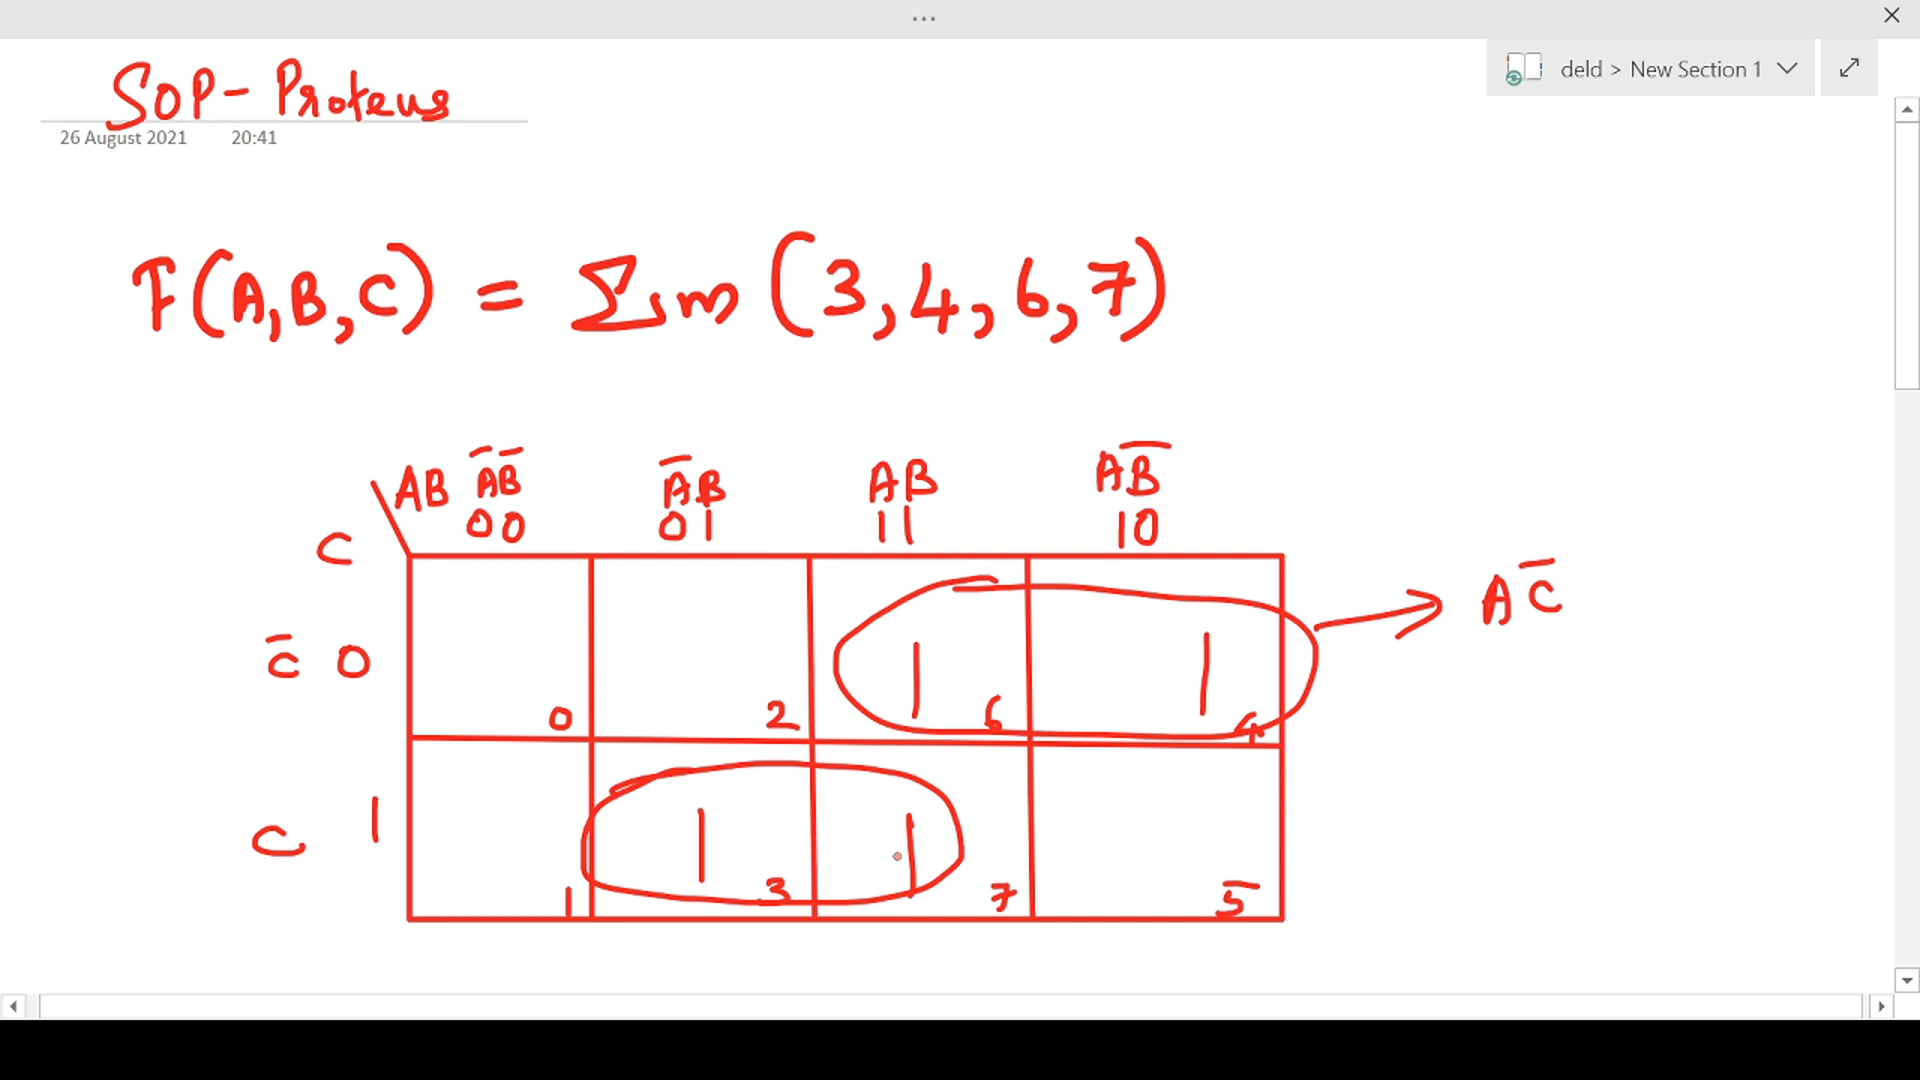 ...
deld > New Section 1
SOP - Proteus
26 August 2021 20:41
F(A,B,C) = Σm (3,4,6,7)
AB A̅B̅ A̅B AB AB̅
00 01 11 10
C
C̅ 0
1 1
0 2 6 4
AC̅
C 1
1 1
1 3 7 5